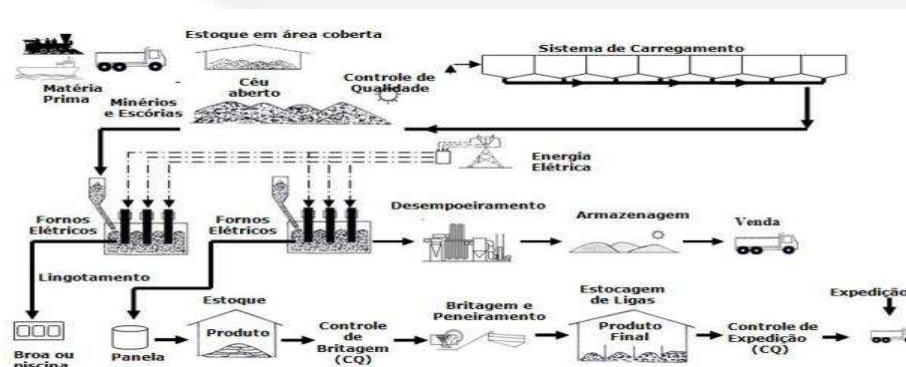 Estoque em área coberta
Sistema de Carregamento
Matéria
Prima
Céu
aberto
Controle de
Qualidade
Minérios
e Escórias
Energia
Elétrica
Fornos
Elétricos
Fornos
Elétricos
Desempoeiramento
Armazenagem
Venda
Lingotamento
Estoque
Britagem e
Peneiramento
Estocagem
de Ligas
Expedição
Broa ou
piscina
Panela
Produto
Controle
de
Britagem
(CQ)
Produto
Final
Controle de
Expedição
(CQ)